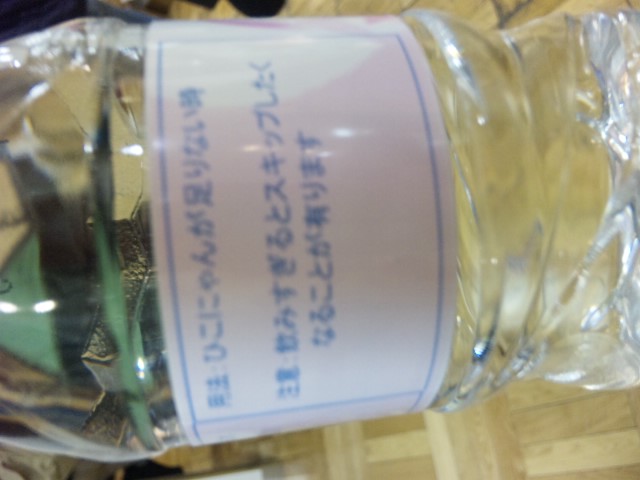 用法：ひこにゃんが足りない時
注意：飲みすぎるとスキップしたく
なることが有ります